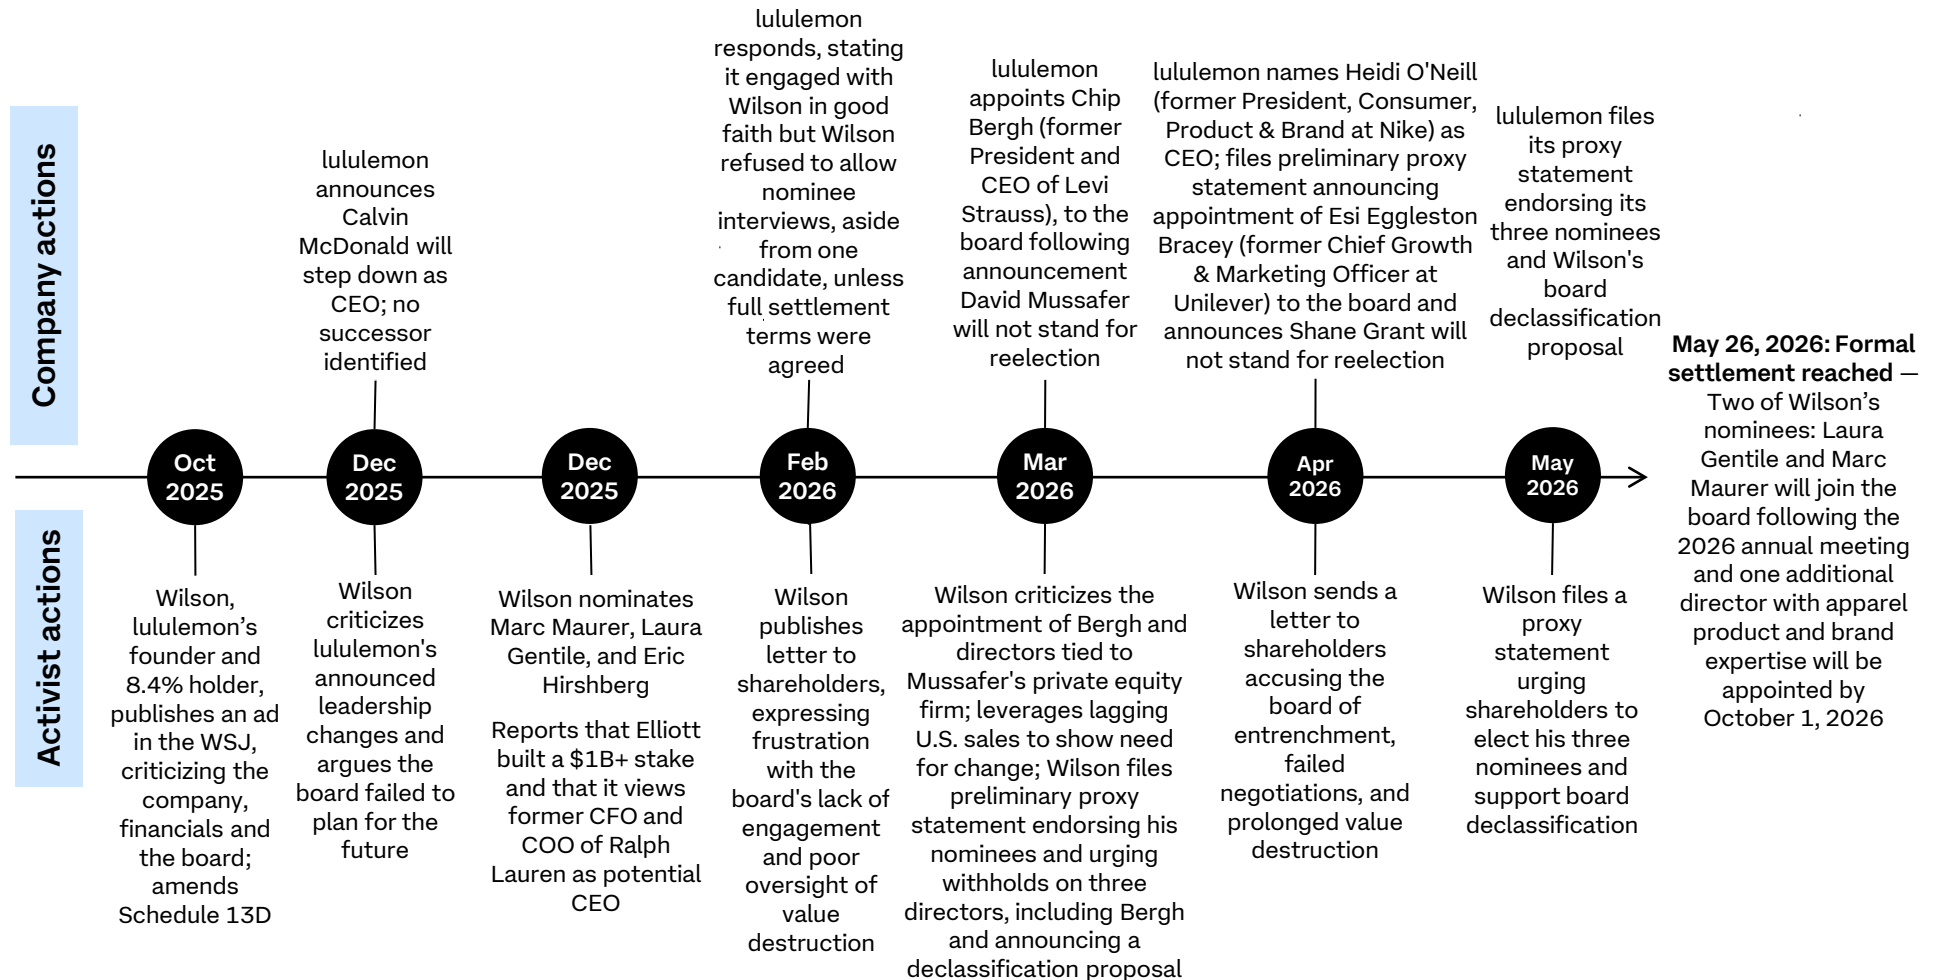 Company actions
lululemon
announces
Calvin
McDonald will
step down as
CEO; no
successor
identified
lululemon
responds, stating
it engaged with
Wilson in good
faith but Wilson
refused to allow
nominee
interviews, aside
from one
candidate, unless
full settlement
terms were
agreed
lululemon
appoints Chip
Bergh (former
President and
CEO of Levi
Strauss), to the
board following
announcement
David Mussafer
will not stand for
reelection
lululemon names Heidi O'Neill
(former President, Consumer,
Product & Brand at Nike) as
CEO; files preliminary proxy
statement announcing
appointment of Esi Eggleston
Bracey (former Chief Growth
& Marketing Officer at
Unilever) to the board and
announces Shane Grant will
not stand for reelection
lululemon files
its proxy
statement
endorsing its
three nominees
and Wilson's
board
declassification
proposal
Oct
2025
Dec
2025
Dec
2025
Feb
2026
Mar
2026
Apr
2026
May
2026
May 26, 2026: Formal
settlement reached —
Two of Wilson’s
nominees: Laura
Gentile and Marc
Maurer will join the
board following the
2026 annual meeting
and one additional
director with apparel
product and brand
expertise will be
appointed by
October 1, 2026
Activist actions
Wilson,
lululemon’s
founder and
8.4% holder,
publishes an ad
in the WSJ,
criticizing the
company,
financials and
the board;
amends
Schedule 13D
Wilson
criticizes
lululemon's
announced
leadership
changes and
argues the
board failed to
plan for the
future
Wilson nominates
Marc Maurer, Laura
Gentile, and Eric
Hirshberg
Reports that Elliott
built a $1B+ stake
and that it views
former CFO and
COO of Ralph
Lauren as potential
CEO
Wilson
publishes
letter to
shareholders,
expressing
frustration
with the
board's lack of
engagement
and poor
oversight of
value
destruction
Wilson criticizes the
appointment of Bergh and
directors tied to
Mussafer's private equity
firm; leverages lagging
U.S. sales to show need
for change; Wilson files
preliminary proxy
statement endorsing his
nominees and urging
withholds on three
directors, including Bergh
and announcing a
declassification proposal
Wilson sends a
letter to
shareholders
accusing the
board of
entrenchment,
failed
negotiations, and
prolonged value
destruction
Wilson files a
proxy
statement
urging
shareholders to
elect his three
nominees and
support board
declassification